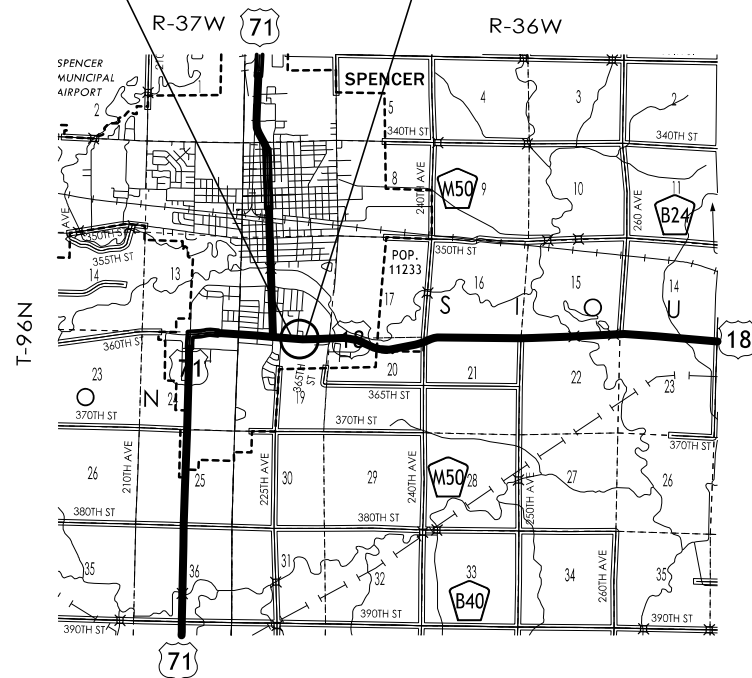 R-37W
71
R-36W
SPENCER
MUNICIPAL
AIRPORT
SPENCER
1
2
5
4
3
2
340TH ST
340TH ST
8
240TH AVE
M50
9
10
11
260 AVE
B24
AVE
350TH ST
355TH ST
350TH ST
POP.
11233
14
13
17
16
15
14
S I O U
T-96N
360TH ST
18
18
71
23
24
365TH
ST
19
20
21
22
23
365TH ST
O N
370TH ST
370TH ST
370TH ST
210TH AVE
225TH AVE
240TH AVE
250TH AVE
26
25
30
29
M50
28
27
26
380TH ST
380TH ST
35
36
31
32
33
34
35
260TH AVE
B40
390TH ST
390TH ST
390TH ST
71